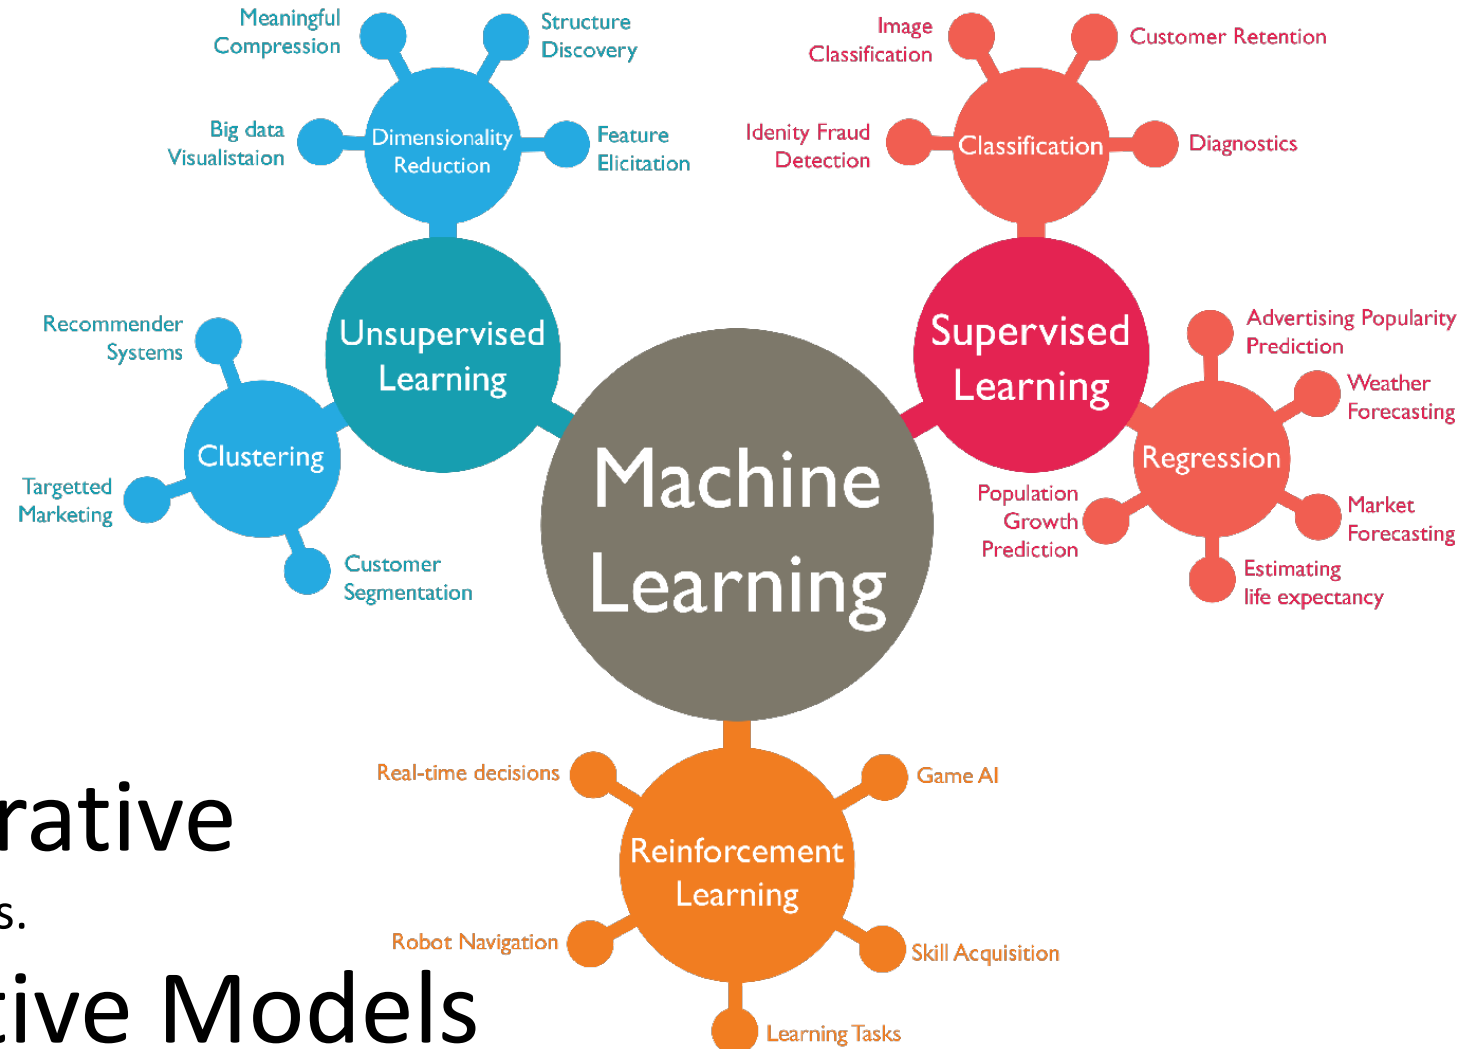 Meaningful
Compression
Structure
Discovery
Big data
Visualistaion
Dimensionality
Reduction
Feature
Elicitation
Image
Classification
Customer Retention
Idenity Fraud
Detection
Classification
Diagnostics
Unsupervised
Learning
Recommender
Systems
Clustering
Targetted
Marketing
Customer
Segmentation
Supervised
Learning
Advertising Popularity
Prediction
Weather
Forecasting
Regression
Population
Growth
Prediction
Market
Forecasting
Estimating
life expectancy
Machine
Learning
Real-time decisions
Game AI
Reinforcement
Learning
Robot Navigation
Skill Acquisition
Learning Tasks
rative
s.
tive Models